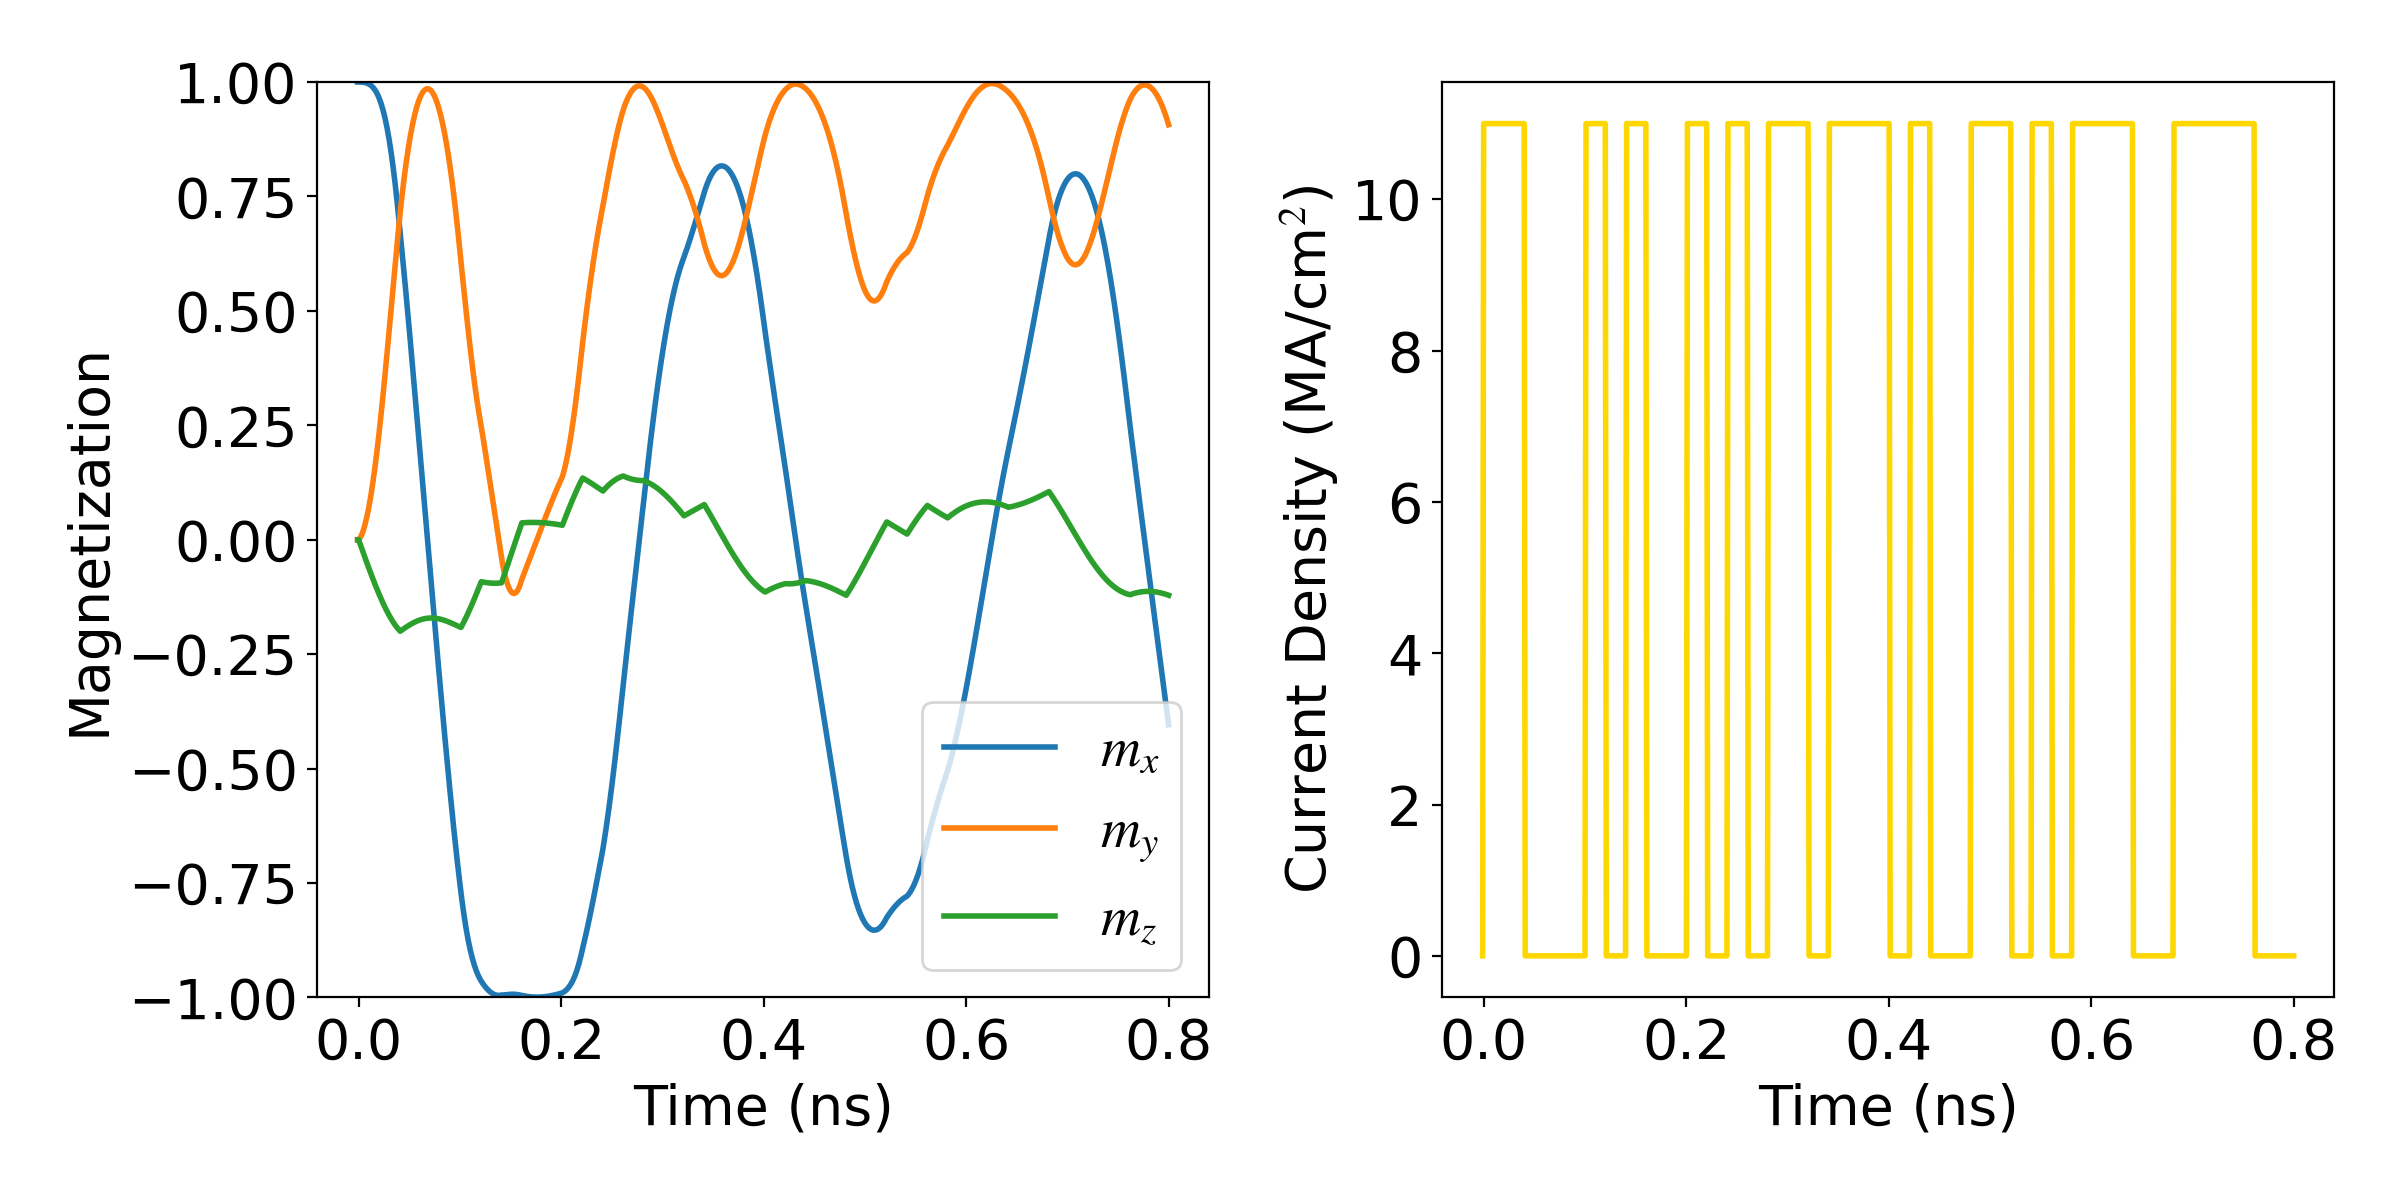 1.00
0.75
0.50
0.25
0.00
−0.25
−0.50
−0.75
−1.00
Magnetization
0.0 0.2 0.4 0.6 0.8
Time (ns)
m_x
m_y
m_z
10
8
6
4
2
0
Current Density (MA/cm²)
0.0 0.2 0.4 0.6 0.8
Time (ns)